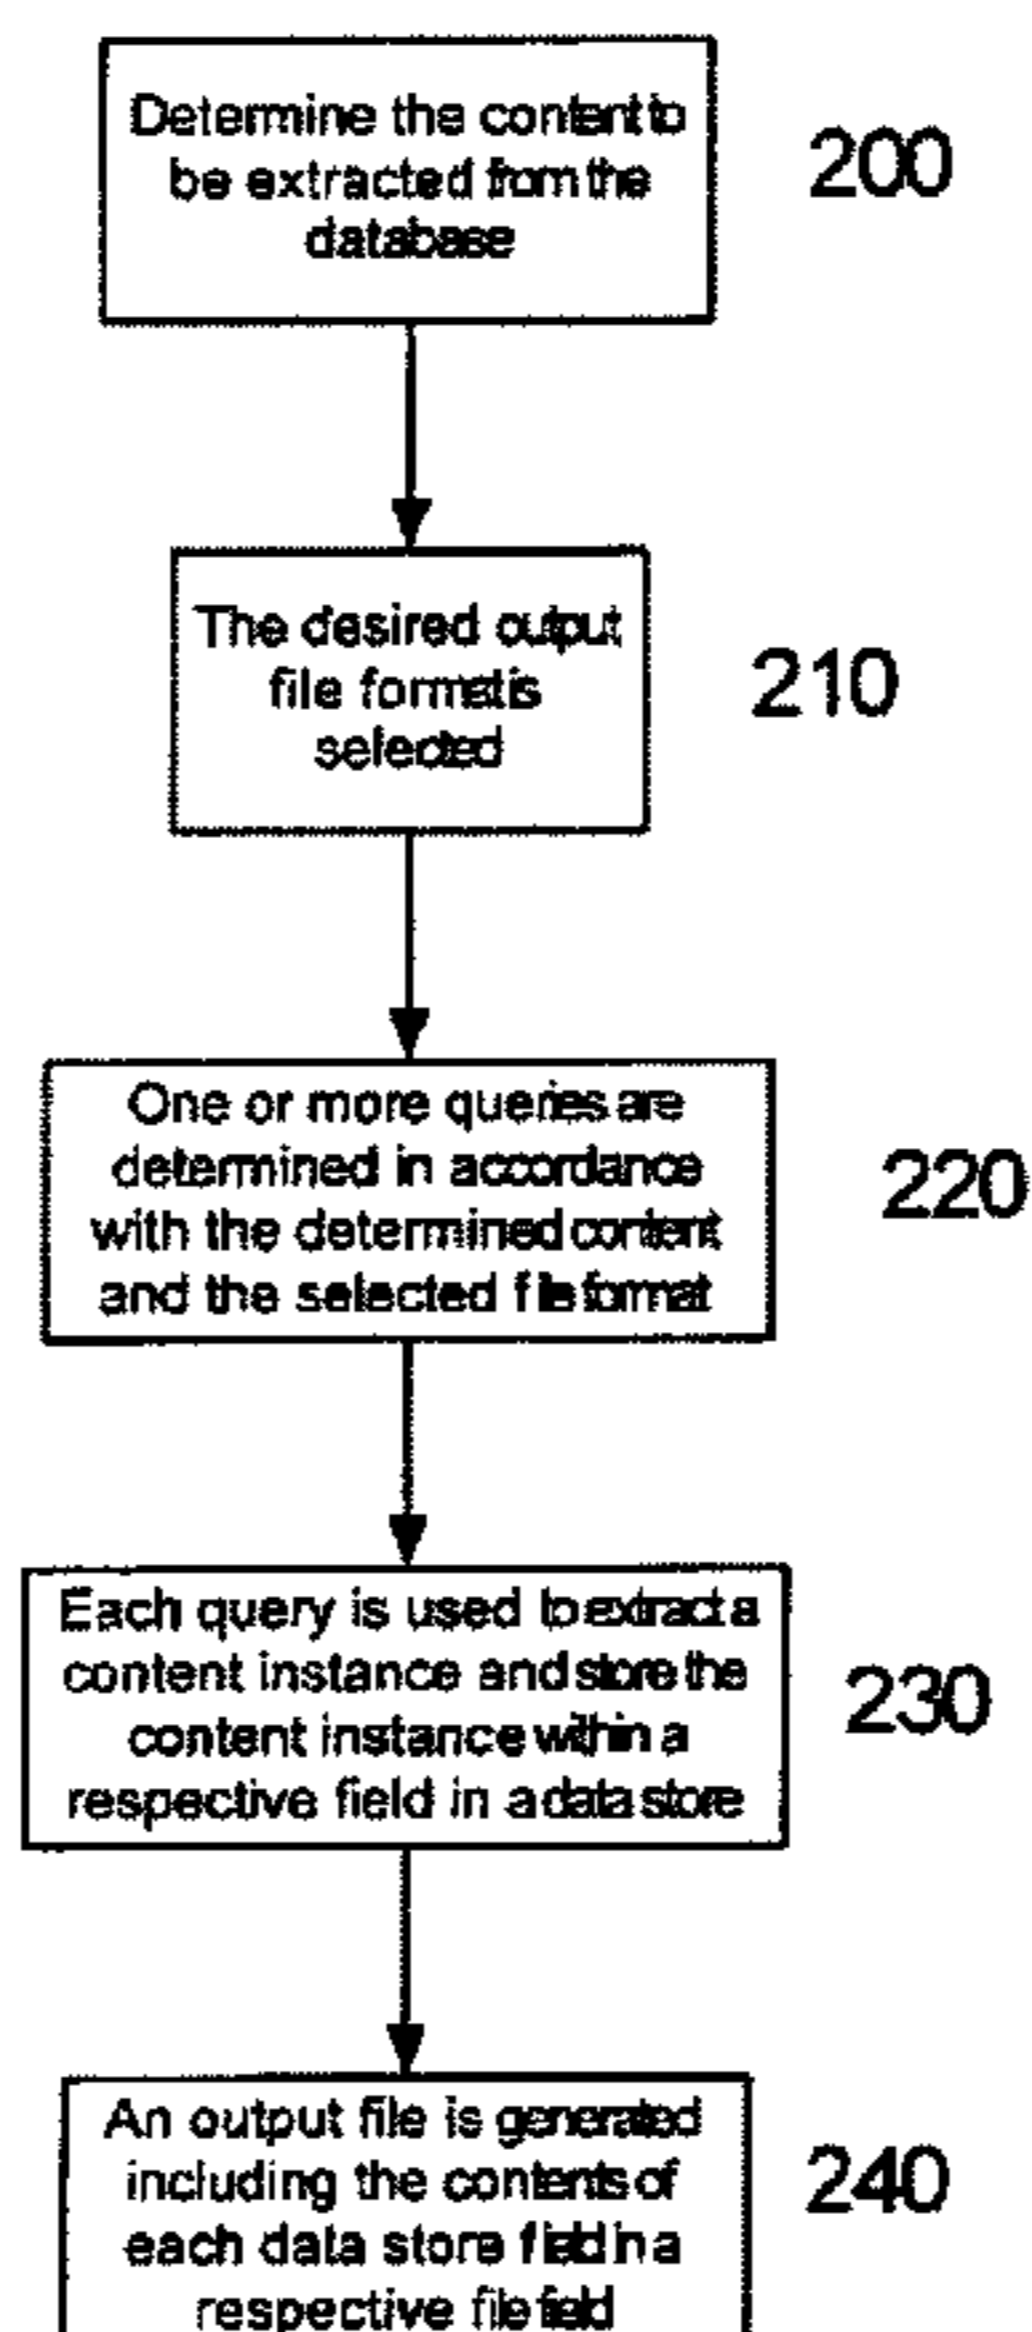 Determine the content to
be extracted from the
database
200
The desired output
file format is
selected
210
One or more queries are
determined in accordance
with the determined content
and the selected file format
220
Each query is used to extract a
content instance and store the
content instance within a
respective field in a data store
230
An output file is generated
including the contents of
each data store field in a
respective file field
240